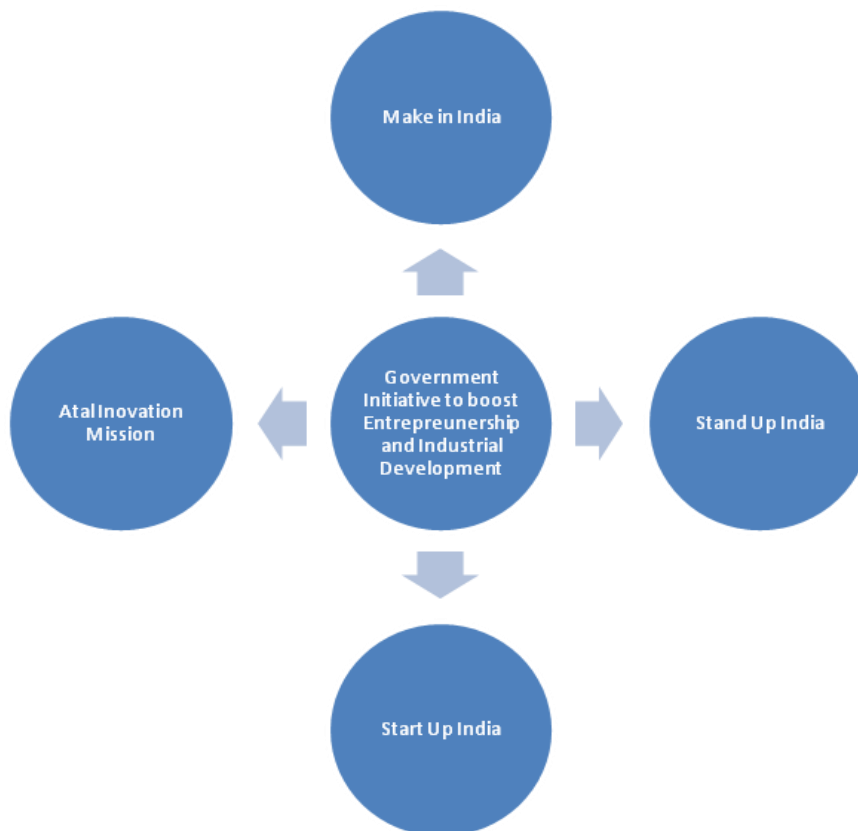 Make in India
Atal Inovation
Mission
Government
Initiative to boost
Entrepreunership
and Industrial
Development
Stand Up India
Start Up India